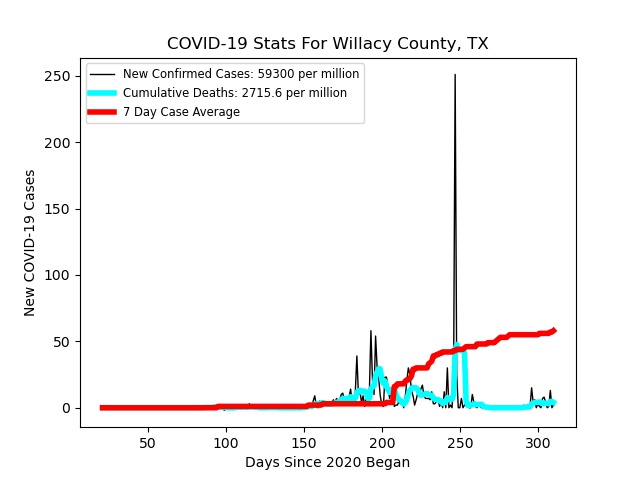 COVID-19 Stats For Willacy County, TX
New Confirmed Cases: 59300 per million
Cumulative Deaths: 2715.6 per million
7 Day Case Average
New COVID-19 Cases
250
200
150
100
50
0
50 100 150 200 250 300
Days Since 2020 Began